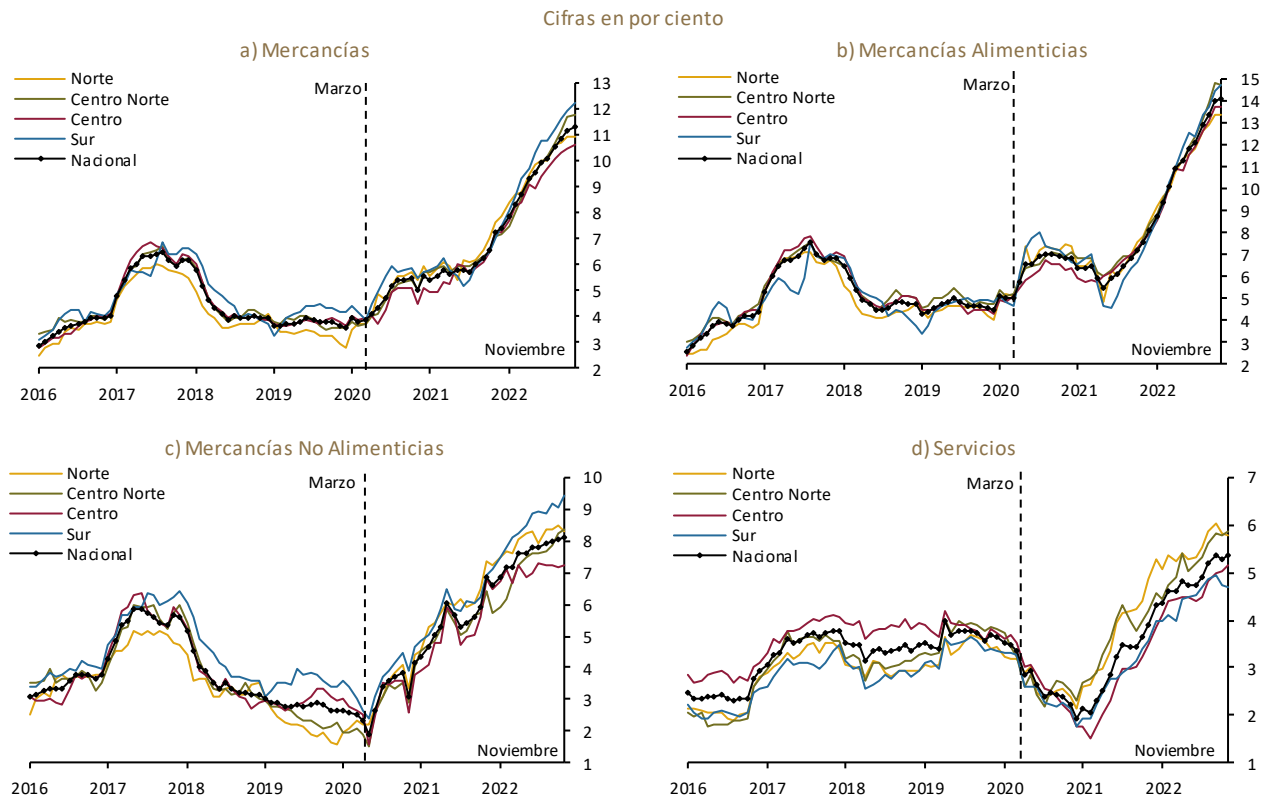 Cifras en por ciento
a) Mercancías
Norte
Centro Norte
Centro
Sur
Nacional
Marzo
Noviembre
13
12
11
10
9
8
7
6
5
4
3
2
2016 2017 2018 2019 2020 2021 2022
b) Mercancías Alimenticias
Norte
Centro Norte
Centro
Sur
Nacional
Marzo
Noviembre
15
14
13
12
11
10
9
8
7
6
5
4
3
2
2016 2017 2018 2019 2020 2021 2022
c) Mercancías No Alimenticias
Norte
Centro Norte
Centro
Sur
Nacional
Marzo
Noviembre
10
9
8
7
6
5
4
3
2
1
2016 2017 2018 2019 2020 2021 2022
d) Servicios
Norte
Centro Norte
Centro
Sur
Nacional
Marzo
Noviembre
7
6
5
4
3
2
1
2016 2017 2018 2019 2020 2021 2022